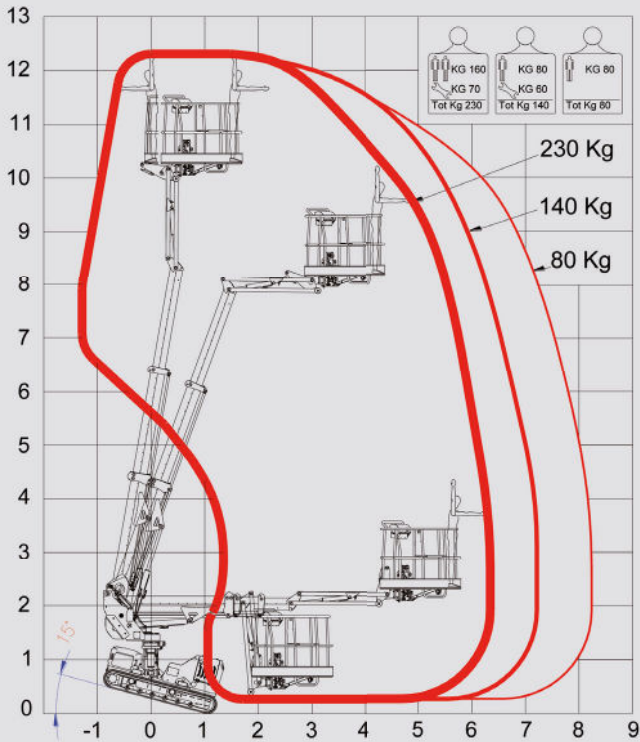 13
12
11
10
9
8
7
6
5
4
3
2
1
0
-1 0 1 2 3 4 5 6 7 8 9
KG 160
KG 70
Tot Kg 230
KG 80
KG 60
Tot Kg 140
KG 80
Tot Kg 80
230 Kg
140 Kg
80 Kg
15°